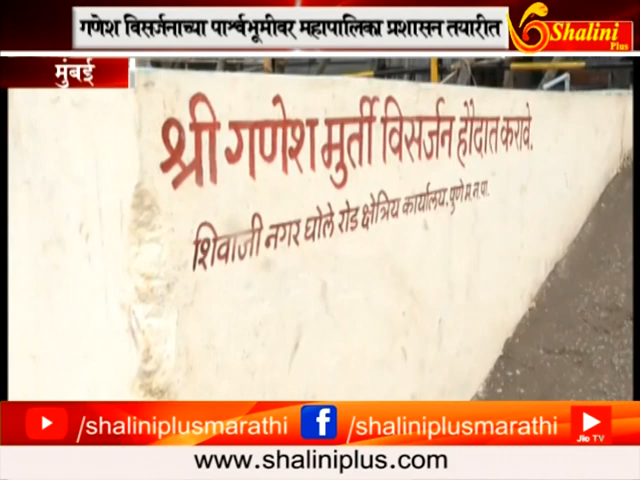 गणेश विसर्जनाच्या पार्श्वभूमीवर महापालिका प्रशासन तयारीत
Shalini
Plus
मुंबई
श्री गणेश मुर्ती विसर्जन हौदात करावे.
शिवाजी नगर घोले रोड क्षेत्रिय कार्यालय, पुणे म.न.पा.
/shaliniplusmarathi
f
/shaliniplusmarathi
Jio TV
www.shaliniplus.com